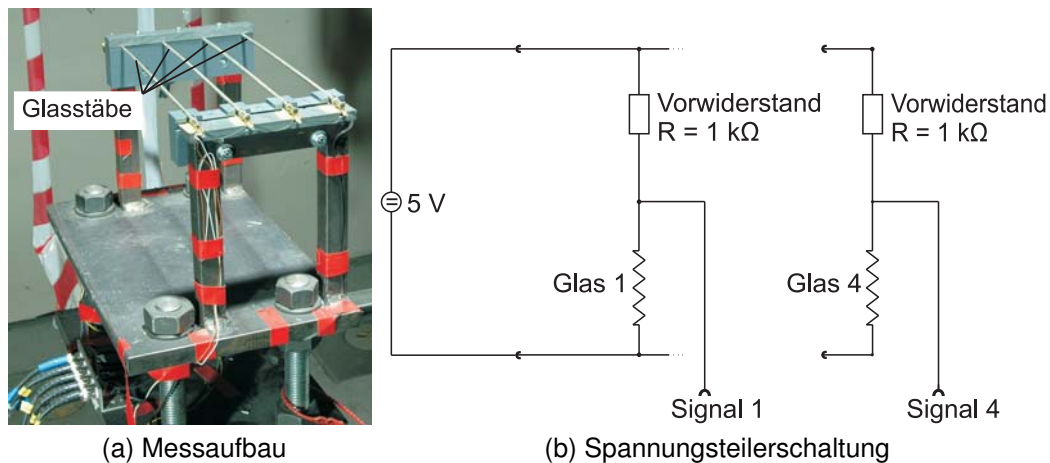 Glasstäbe
(a) Messaufbau
5 V
Vorwiderstand
R = 1 kΩ
Glas 1
Signal 1
Vorwiderstand
R = 1 kΩ
Glas 4
Signal 4
(b) Spannungsteilerschaltung